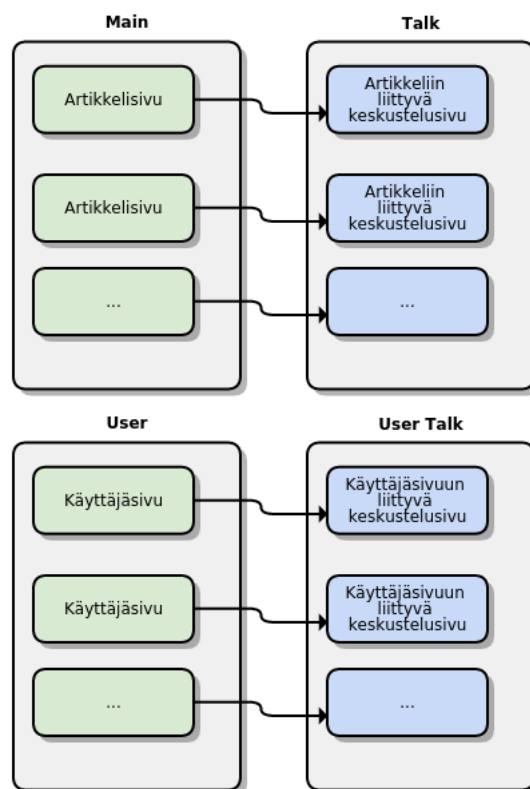 Main
Talk
Artikkelisivu
Artikkeliin
liittyvä
keskustelusivu
Artikkelisivu
Artikkeliin
liittyvä
keskustelusivu
...
...
User
User Talk
Käyttäjäsivu
Käyttäjäsivuun
liittyvä
keskustelusivu
Käyttäjäsivu
Käyttäjäsivuun
liittyvä
keskustelusivu
...
...